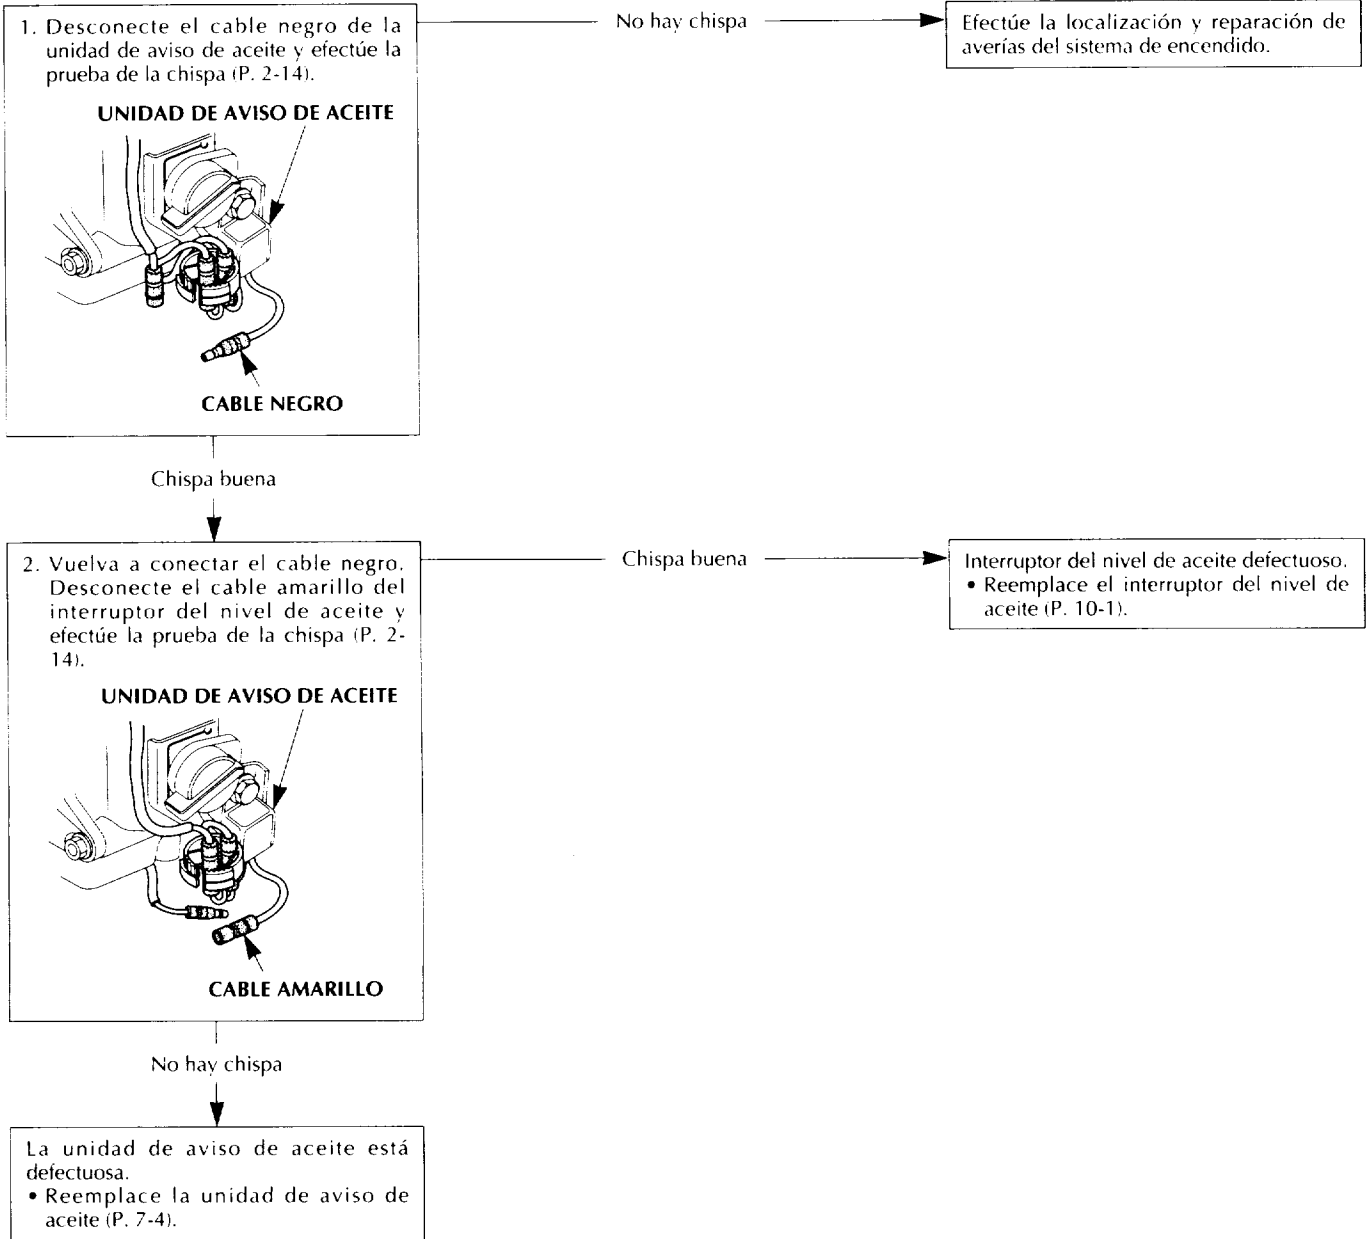 1. Desconecte el cable negro de la
unidad de aviso de aceite y efectúe la
prueba de la chispa (P. 2-14).
UNIDAD DE AVISO DE ACEITE
CABLE NEGRO
No hay chispa
Efectúe la localización y reparación de
averías del sistema de encendido.
Chispa buena
2. Vuelva a conectar el cable negro.
Desconecte el cable amarillo del
interruptor del nivel de aceite y
efectúe la prueba de la chispa (P. 2-
14).
UNIDAD DE AVISO DE ACEITE
CABLE AMARILLO
Chispa buena
Interruptor del nivel de aceite defectuoso.
• Reemplace el interruptor del nivel de
aceite (P. 10-1).
No hay chispa
La unidad de aviso de aceite está
defectuosa.
• Reemplace la unidad de aviso de
aceite (P. 7-4).